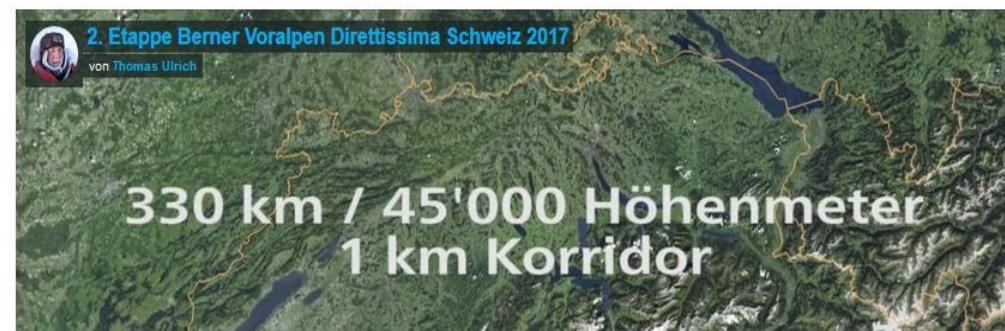 2. Etappe Berner Voralpen Direttissima Schweiz 2017
von Thomas Ulrich
330 km / 45'000 Höhenmeter
1 km Korridor